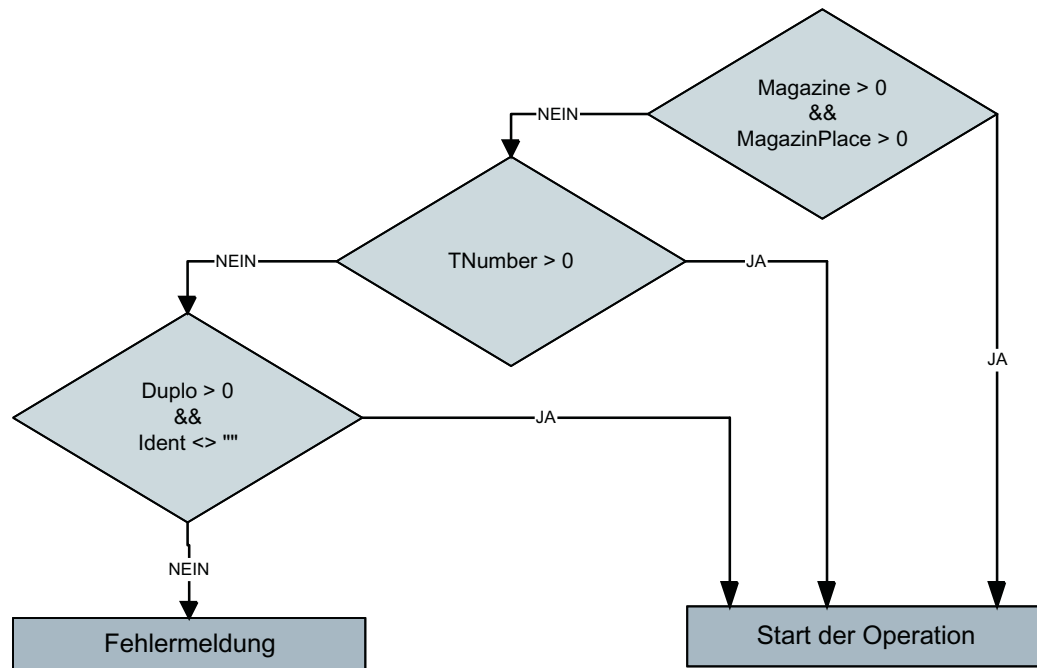 Magazine > 0
&&
MagazinPlace > 0
NEIN
TNumber > 0
NEIN
JA
JA
Duplo > 0
&&
Ident <> ""
JA
NEIN
Fehlermeldung
Start der Operation